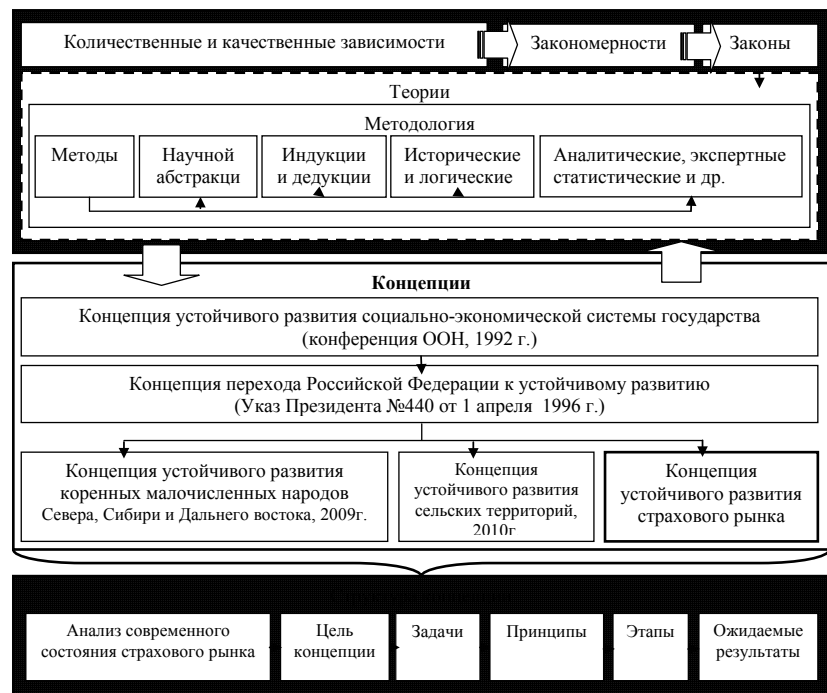 Количественные и качественные зависимости
Закономерности
Законы
Теории
Методология
Методы
Научной
абстракци
Индукции
и дедукции
Исторические
и логические
Аналитические, экспертные
статистические и др.
Концепции
Концепция устойчивого развития социально-экономической системы государства
(конференция ООН, 1992 г.)
Концепция перехода Российской Федерации к устойчивому развитию
(Указ Президента №440 от 1 апреля 1996 г.)
Концепция устойчивого развития
коренных малочисленных народов
Севера, Сибири и Дальнего востока, 2009г.
Концепция
устойчивого развития
сельских территорий,
2010г
Концепция
устойчивого развития
страхового рынка
Анализ современного
состояния страхового рынка
Цель
концепции
Задачи
Принципы
Этапы
Ожидаемые
результаты